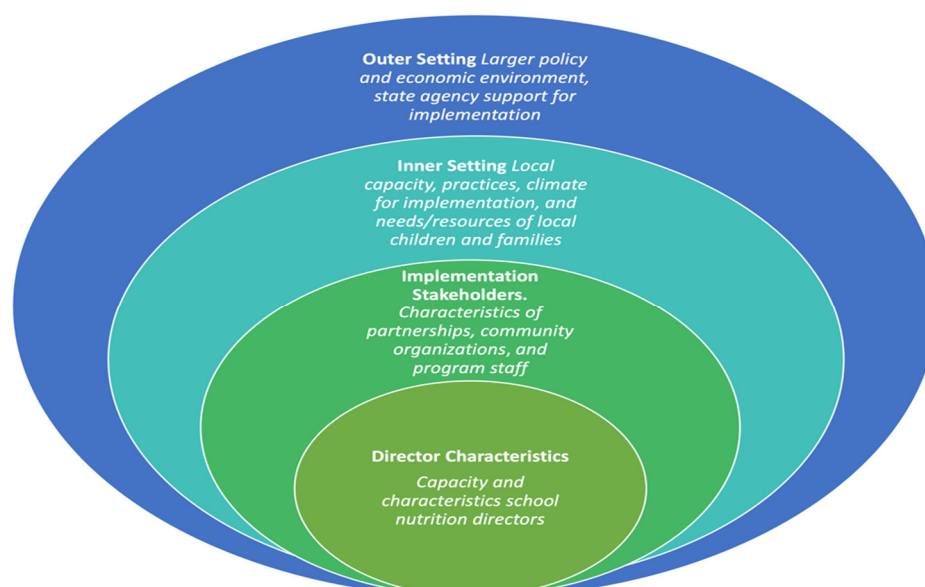 Outer Setting Larger policy
and economic environment,
state agency support for
implementation
Inner Setting Local
capacity, practices, climate
for implementation, and
needs/resources of local
children and families
Implementation
Stakeholders.
Characteristics of
partnerships, community
organizations, and
program staff
Director Characteristics
Capacity and
characteristics school
nutrition directors